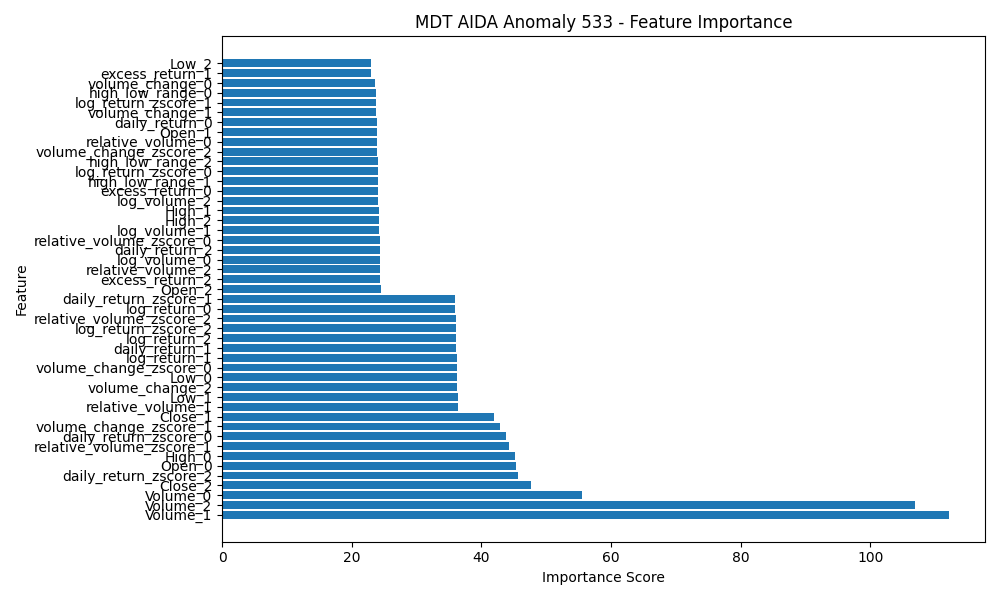 MDT AIDA Anomaly 533 - Feature Importance
Low_2
excess_return_1
volume_change_0
high_low_range_0
log_return_zscore_1
volume_change_1
daily_return_0
Open_1
relative_volume_0
volume_change_zscore_2
high_low_range_2
log_return_zscore_0
high_low_range_1
excess_return_0
log_volume_2
High_1
High_2
log_volume_1
relative_volume_zscore_0
daily_return_2
log_volume_0
relative_volume_2
excess_return_2
Open_2
daily_return_zscore_1
log_return_0
relative_volume_zscore_2
log_return_zscore_2
log_return_2
daily_return_1
log_return_1
volume_change_zscore_0
Low_0
volume_change_2
Low_1
relative_volume_1
Close_1
volume_change_zscore_1
daily_return_zscore_0
relative_volume_zscore_1
High_0
Open_0
daily_return_zscore_2
Close_2
Volume_0
Volume_2
Volume_1
Feature
0 20 40 60 80 100
Importance Score